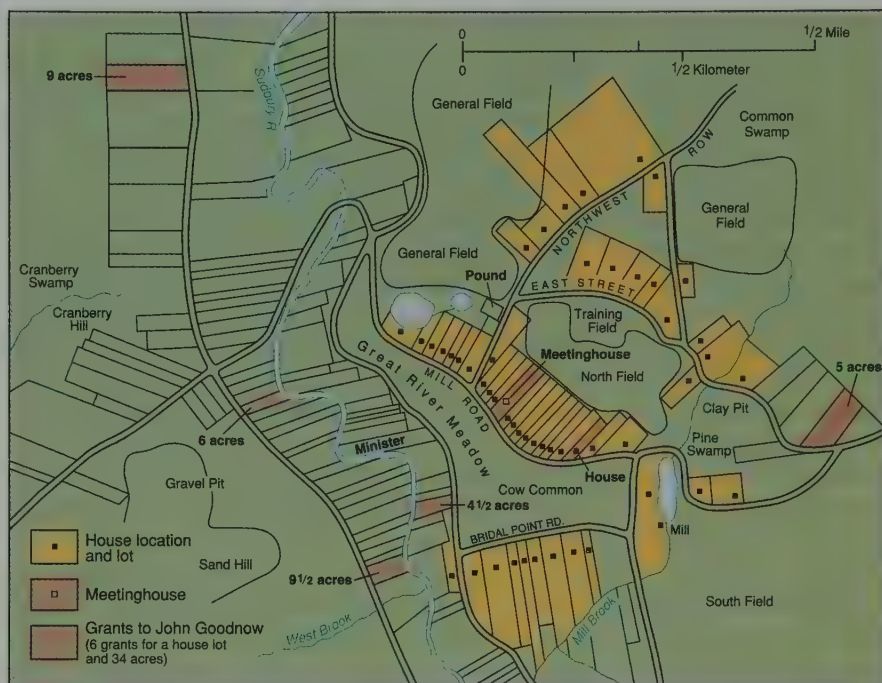 0
1/2 Mile
0
1/2 Kilometer
9 acres
Sudbury R.
General Field
Common
Swamp
NORTHWEST ROW
General
Field
General Field
Cranberry
Swamp
Cranberry
Hill
Pound
EAST STREET
Training
Field
Meetinghouse
North Field
5 acres
MILL ROAD
Great River Meadow
6 acres
Clay Pit
Pine
Swamp
Minister
Gravel Pit
House
Cow Common
4 1/2 acres
BRIDAL POINT RD.
Mill
Sand Hill
9 1/2 acres
West Brook
Mill Brook
South Field
House location
and lot
Meetinghouse
Grants to John Goodnow
(6 grants for a house lot
and 34 acres)